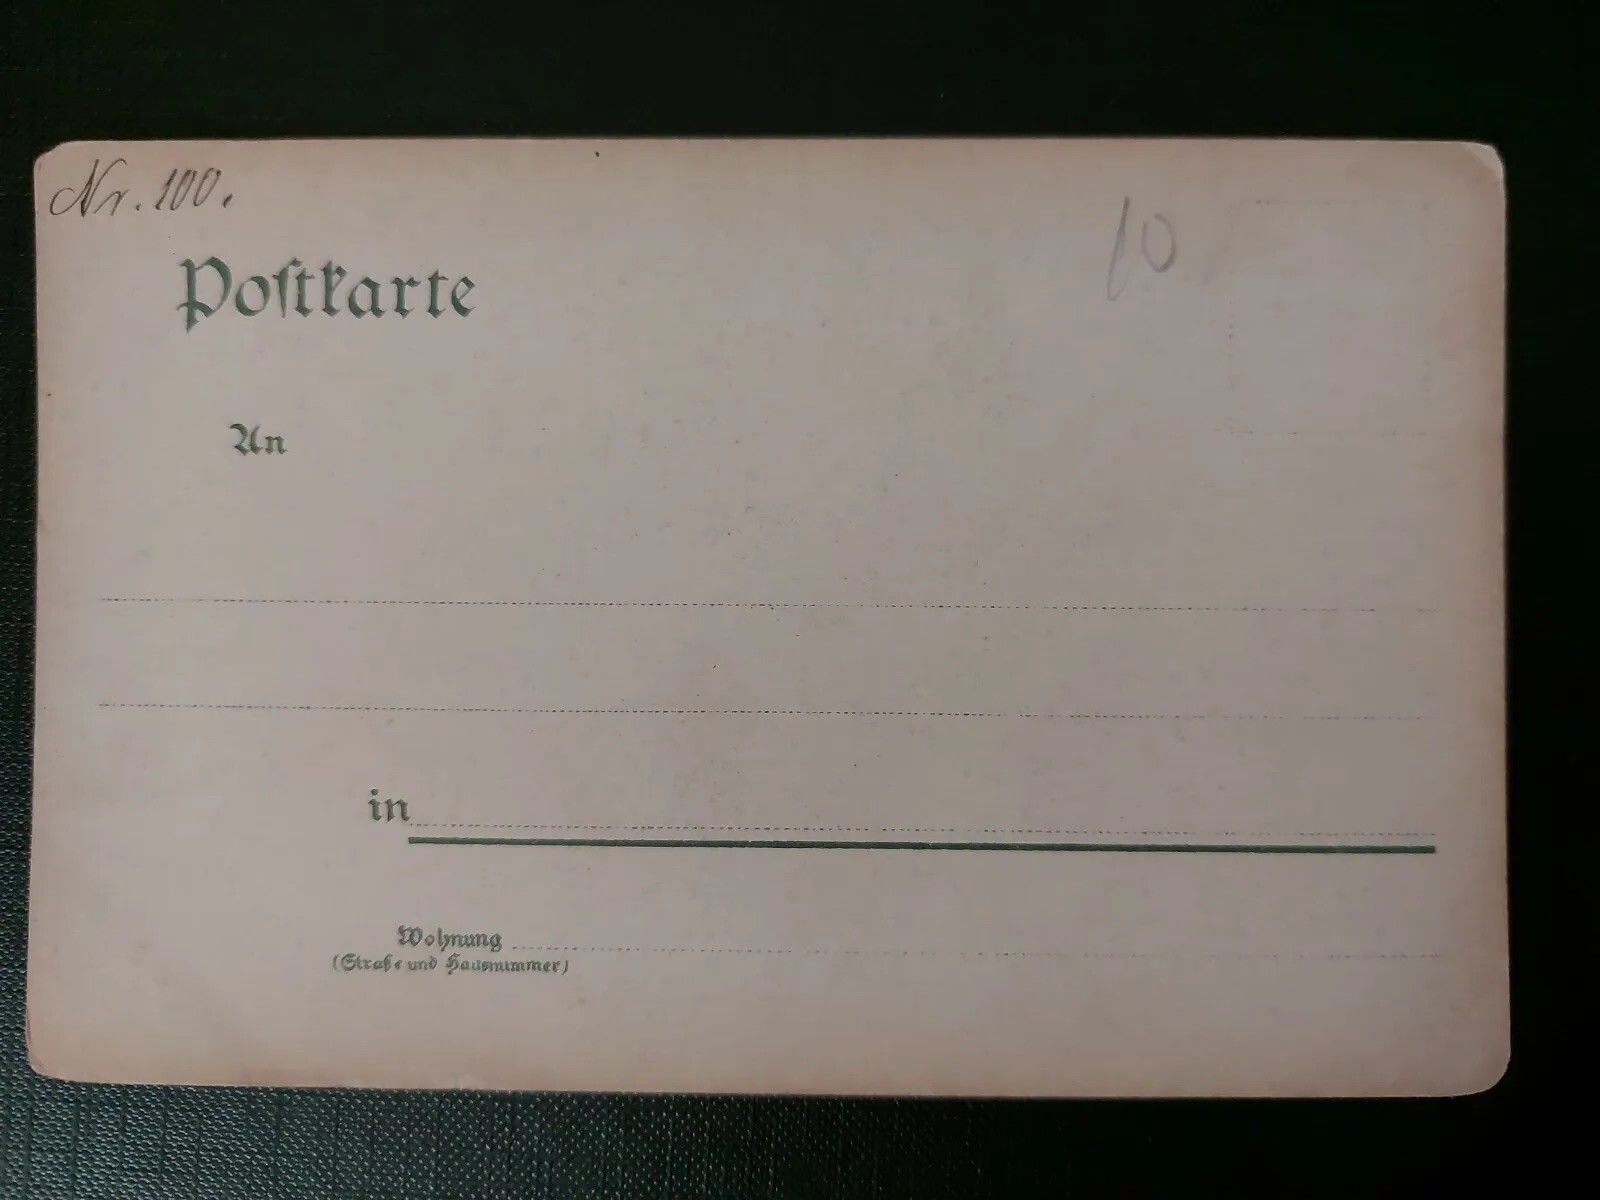 Nr. 100.
10
Poſtkarte
An
in
Wohnung
(Straße und Hausnummer)